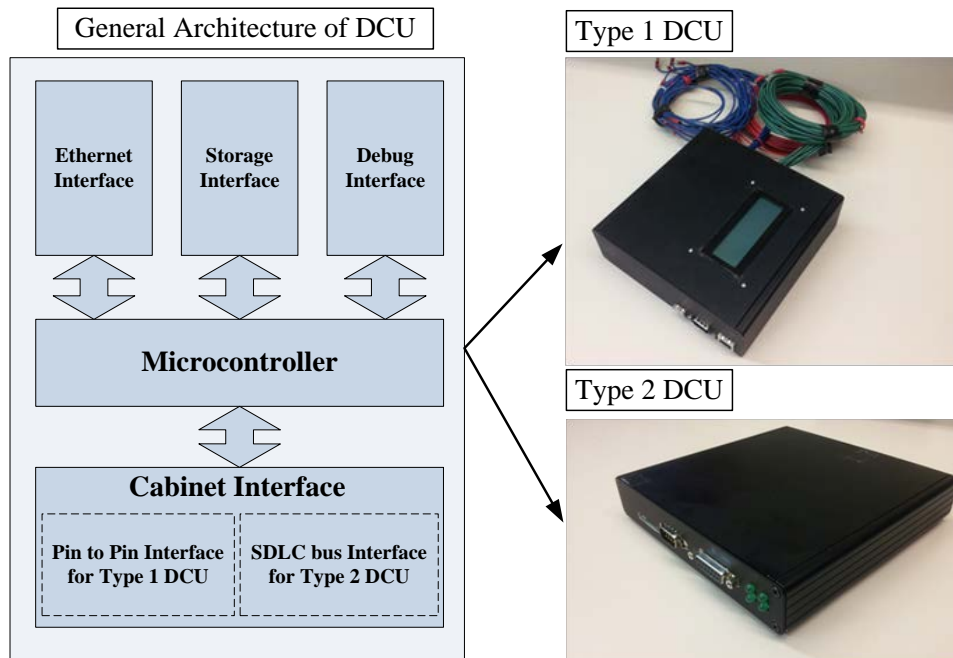 General Architecture of DCU
Ethernet
Interface
Storage
Interface
Debug
Interface
Microcontroller
Cabinet Interface
Pin to Pin Interface
for Type 1 DCU
SDLC bus Interface
for Type 2 DCU
Type 1 DCU
Type 2 DCU